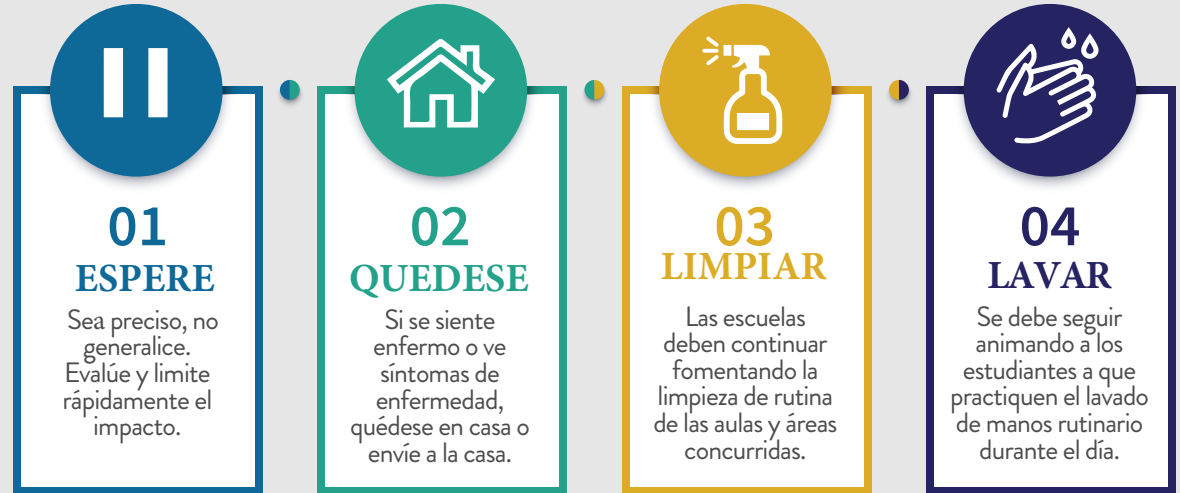 01
ESPERE
Sea preciso, no
generalice.
Evalúe y limite
rápidamente el
impacto.
02
QUEDESE
Si se siente
enfermo o ve
síntomas de
enfermedad,
quédese en casa o
envíe a la casa.
03
LIMPIAR
Las escuelas
deben continuar
fomentando la
limpieza de rutina
de las aulas y áreas
concurridas.
04
LAVAR
Se debe seguir
animando a los
estudiantes a que
practiquen el lavado
de manos rutinario
durante el día.